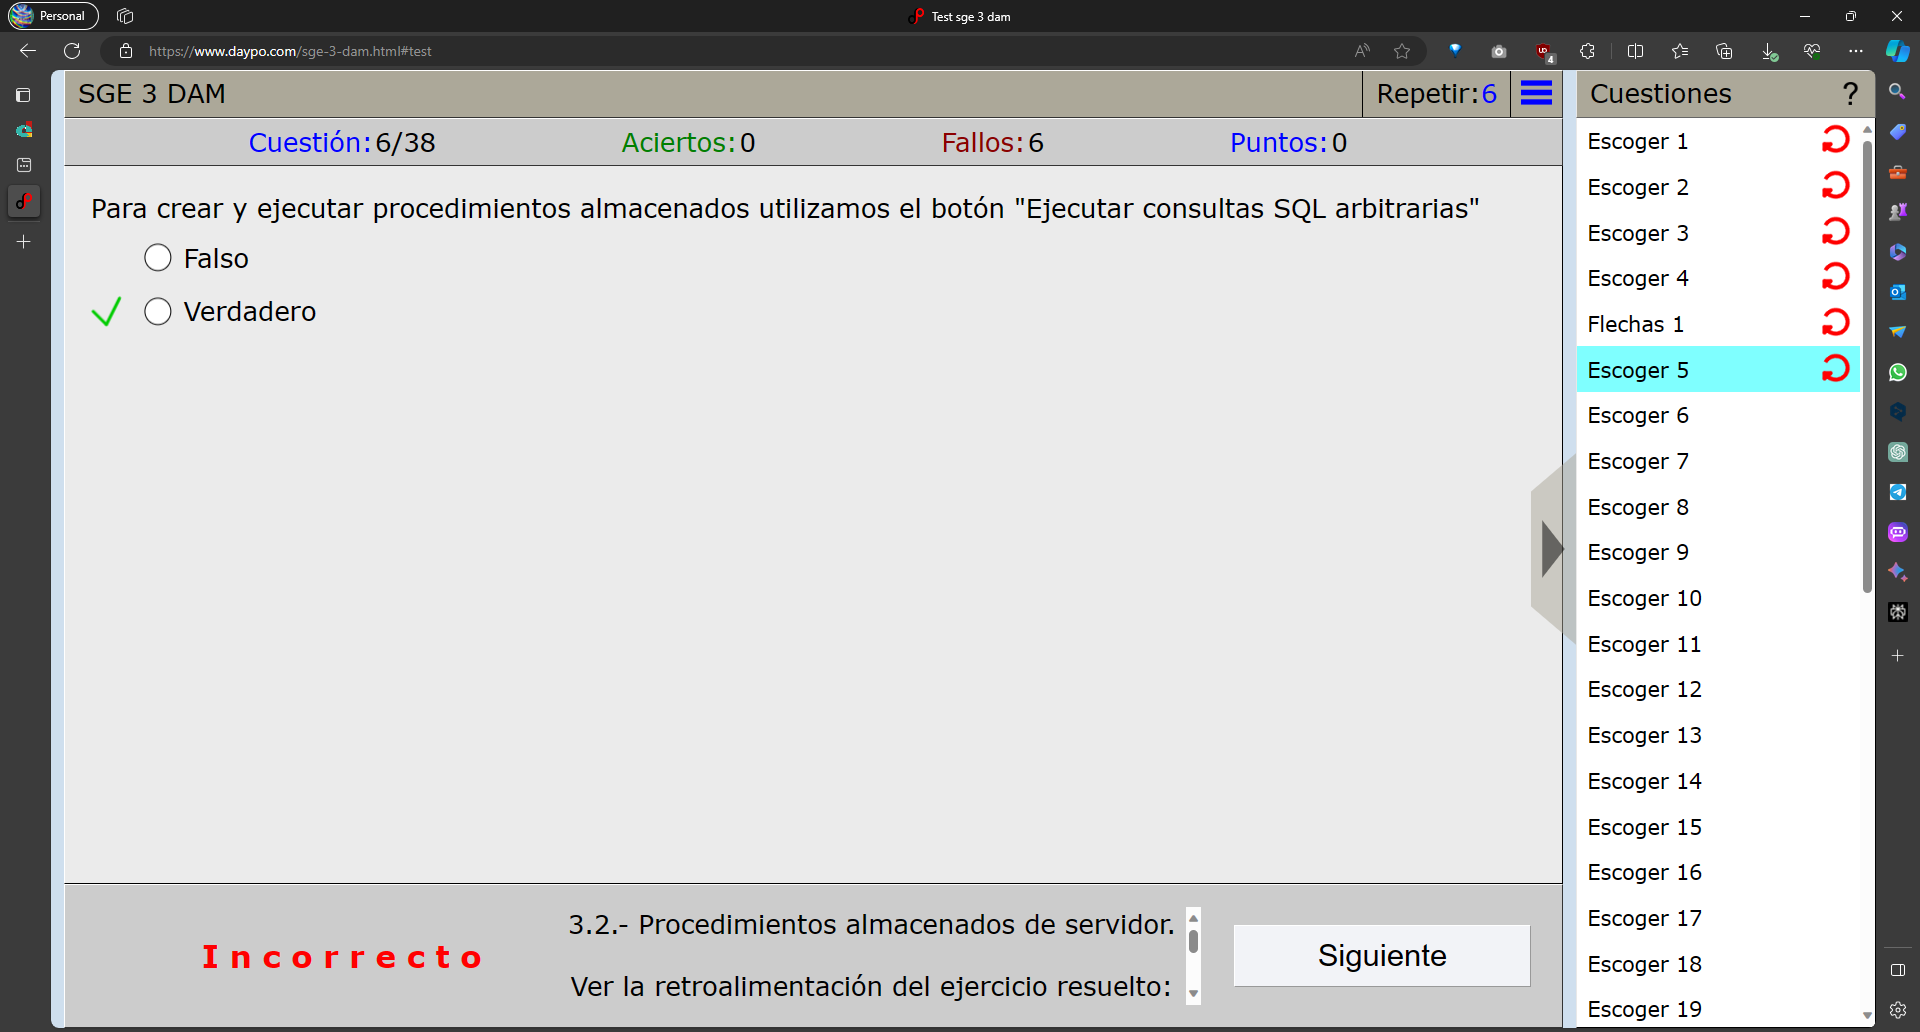 Personal
Test sge 3 dam
https://www.daypo.com/sge-3-dam.html#test
4
SGE 3 DAM
Repetir:6
Cuestiones
?
Cuestión:6/38
Aciertos:0
Fallos:6
Puntos:0
Para crear y ejecutar procedimientos almacenados utilizamos el botón "Ejecutar consultas SQL arbitrarias"
Falso
Verdadero
Escoger 1
Escoger 2
Escoger 3
Escoger 4
Flechas 1
Escoger 5
Escoger 6
Escoger 7
Escoger 8
Escoger 9
Escoger 10
Escoger 11
Escoger 12
Escoger 13
Escoger 14
Escoger 15
Escoger 16
Escoger 17
Escoger 18
Escoger 19
Incorrecto
3.2.- Procedimientos almacenados de servidor.
Ver la retroalimentación del ejercicio resuelto:
Siguiente